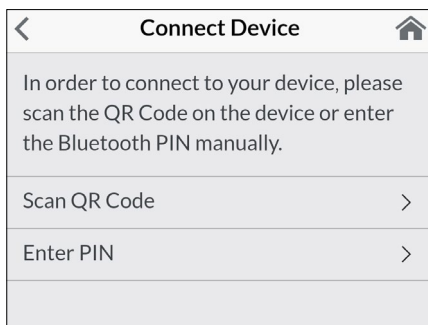 Connect Device
In order to connect to your device, please
scan the QR Code on the device or enter
the Bluetooth PIN manually.
Scan QR Code
Enter PIN